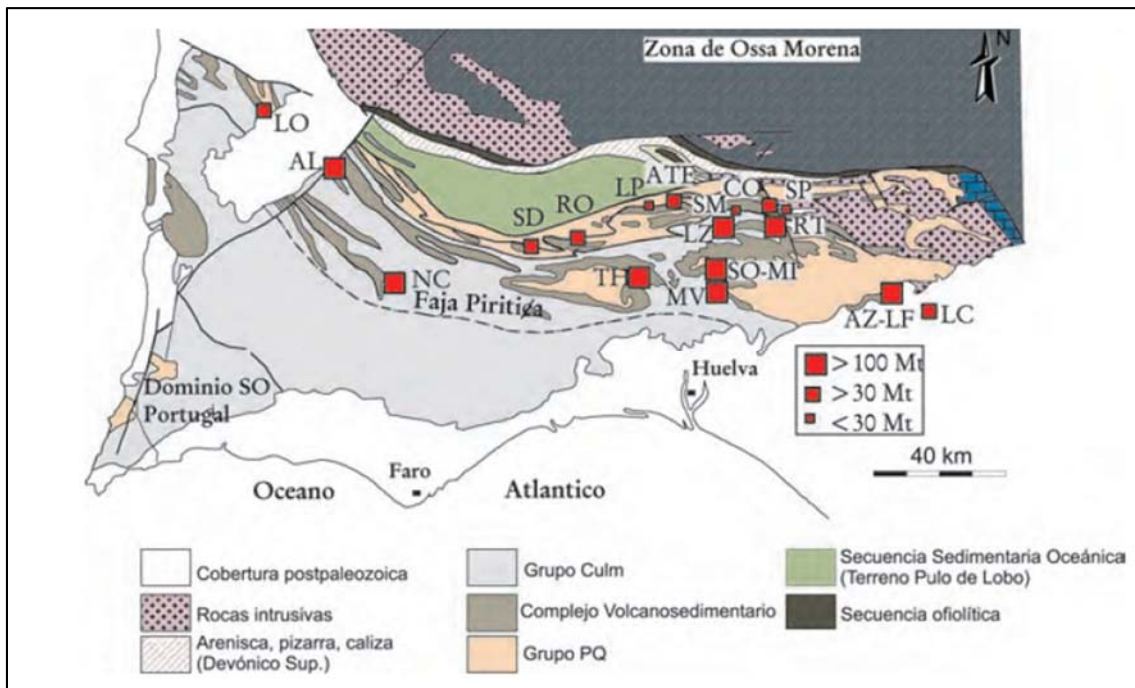 Zona de Ossa Morena
N
LO
AL
ATE
LP
CO
SP
SM
RO
SD
LZ
RT
SO-MI
TH
NC
MV
Faja Piritica
AZ-LF
LC
> 100 Mt
> 30 Mt
< 30 Mt
Huelva
Dominio SO
Portugal
40 km
Faro
Oceano
Atlantico
Cobertura postpaleozoica
Rocas intrusivas
Arenisca, pizarra, caliza
(Devónico Sup.)
Grupo Culm
Complejo Volcanosedimentario
Grupo PQ
Secuencia Sedimentaria Oceánica
(Terreno Pulo de Lobo)
Secuencia ofiolítica